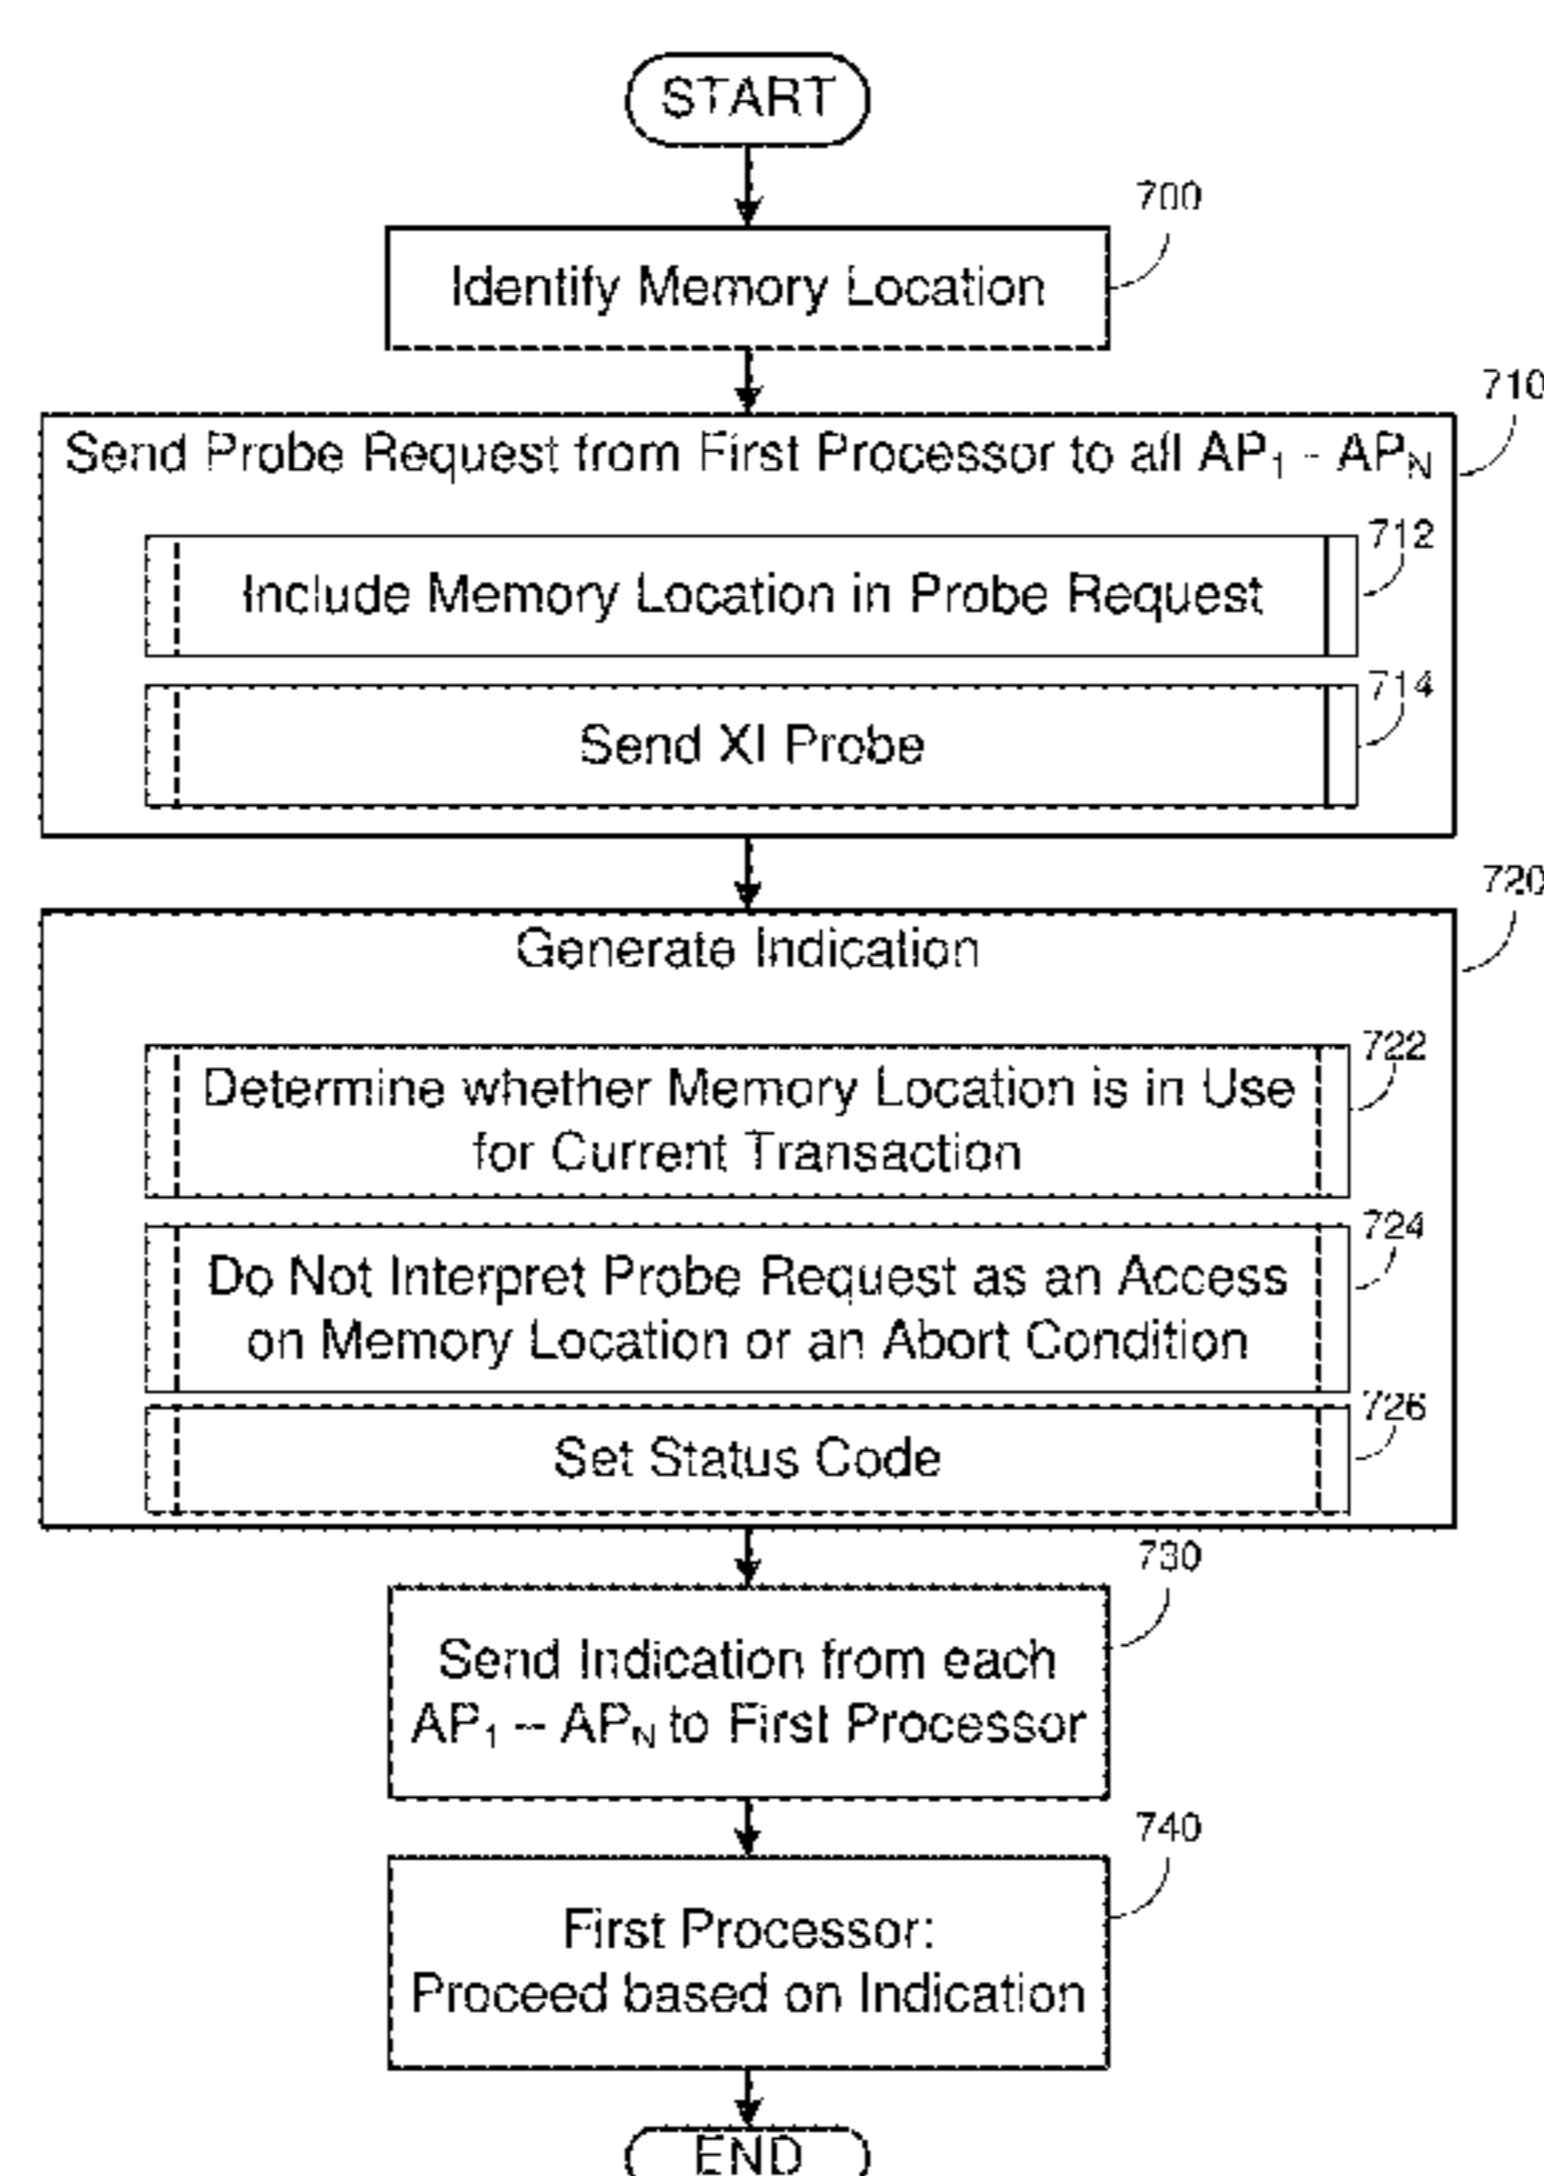 START
700
Identify Memory Location
710
Send Probe Request from First Processor to all AP₁ - APN
712
Include Memory Location in Probe Request
714
Send XI Probe
720
Generate Indication
722
Determine whether Memory Location is in Use
for Current Transaction
724
Do Not Interpret Probe Request as an Access
on Memory Location or an Abort Condition
726
Set Status Code
730
Send Indication from each
AP₁ – APN to First Processor
740
First Processor:
Proceed based on Indication
END